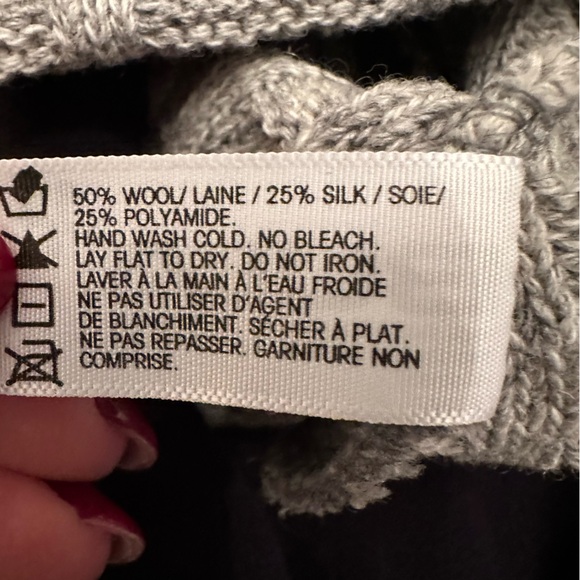 50% WOOL/ LAINE / 25% SILK / SOIE/
25% POLYAMIDE.
HAND WASH COLD. NO BLEACH.
LAY FLAT TO DRY. DO NOT IRON.
LAVER À LA MAIN À L'EAU FROIDE
NE PAS UTILISER D'AGENT
DE BLANCHIMENT. SÉCHER À PLAT.
NE PAS REPASSER. GARNITURE NON
COMPRISE.